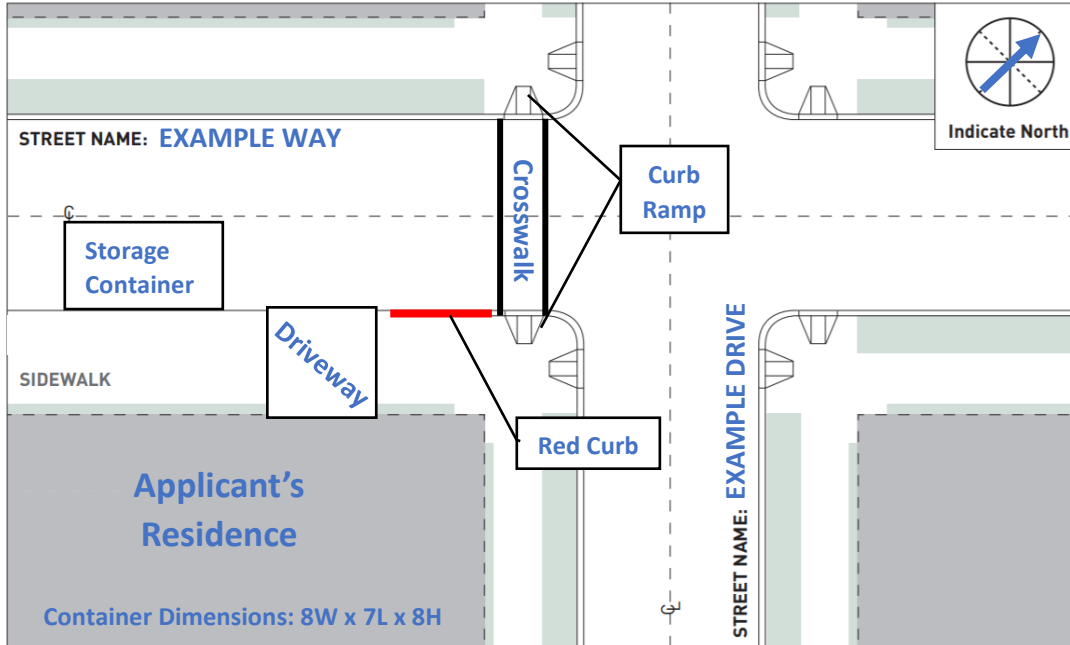 Indicate North
STREET NAME: EXAMPLE WAY
Crosswalk
Curb
Ramp
℄
Storage
Container
Driveway
SIDEWALK
Red Curb
STREET NAME: EXAMPLE DRIVE
Applicant's
Residence
Container Dimensions: 8W x 7L x 8H
℄